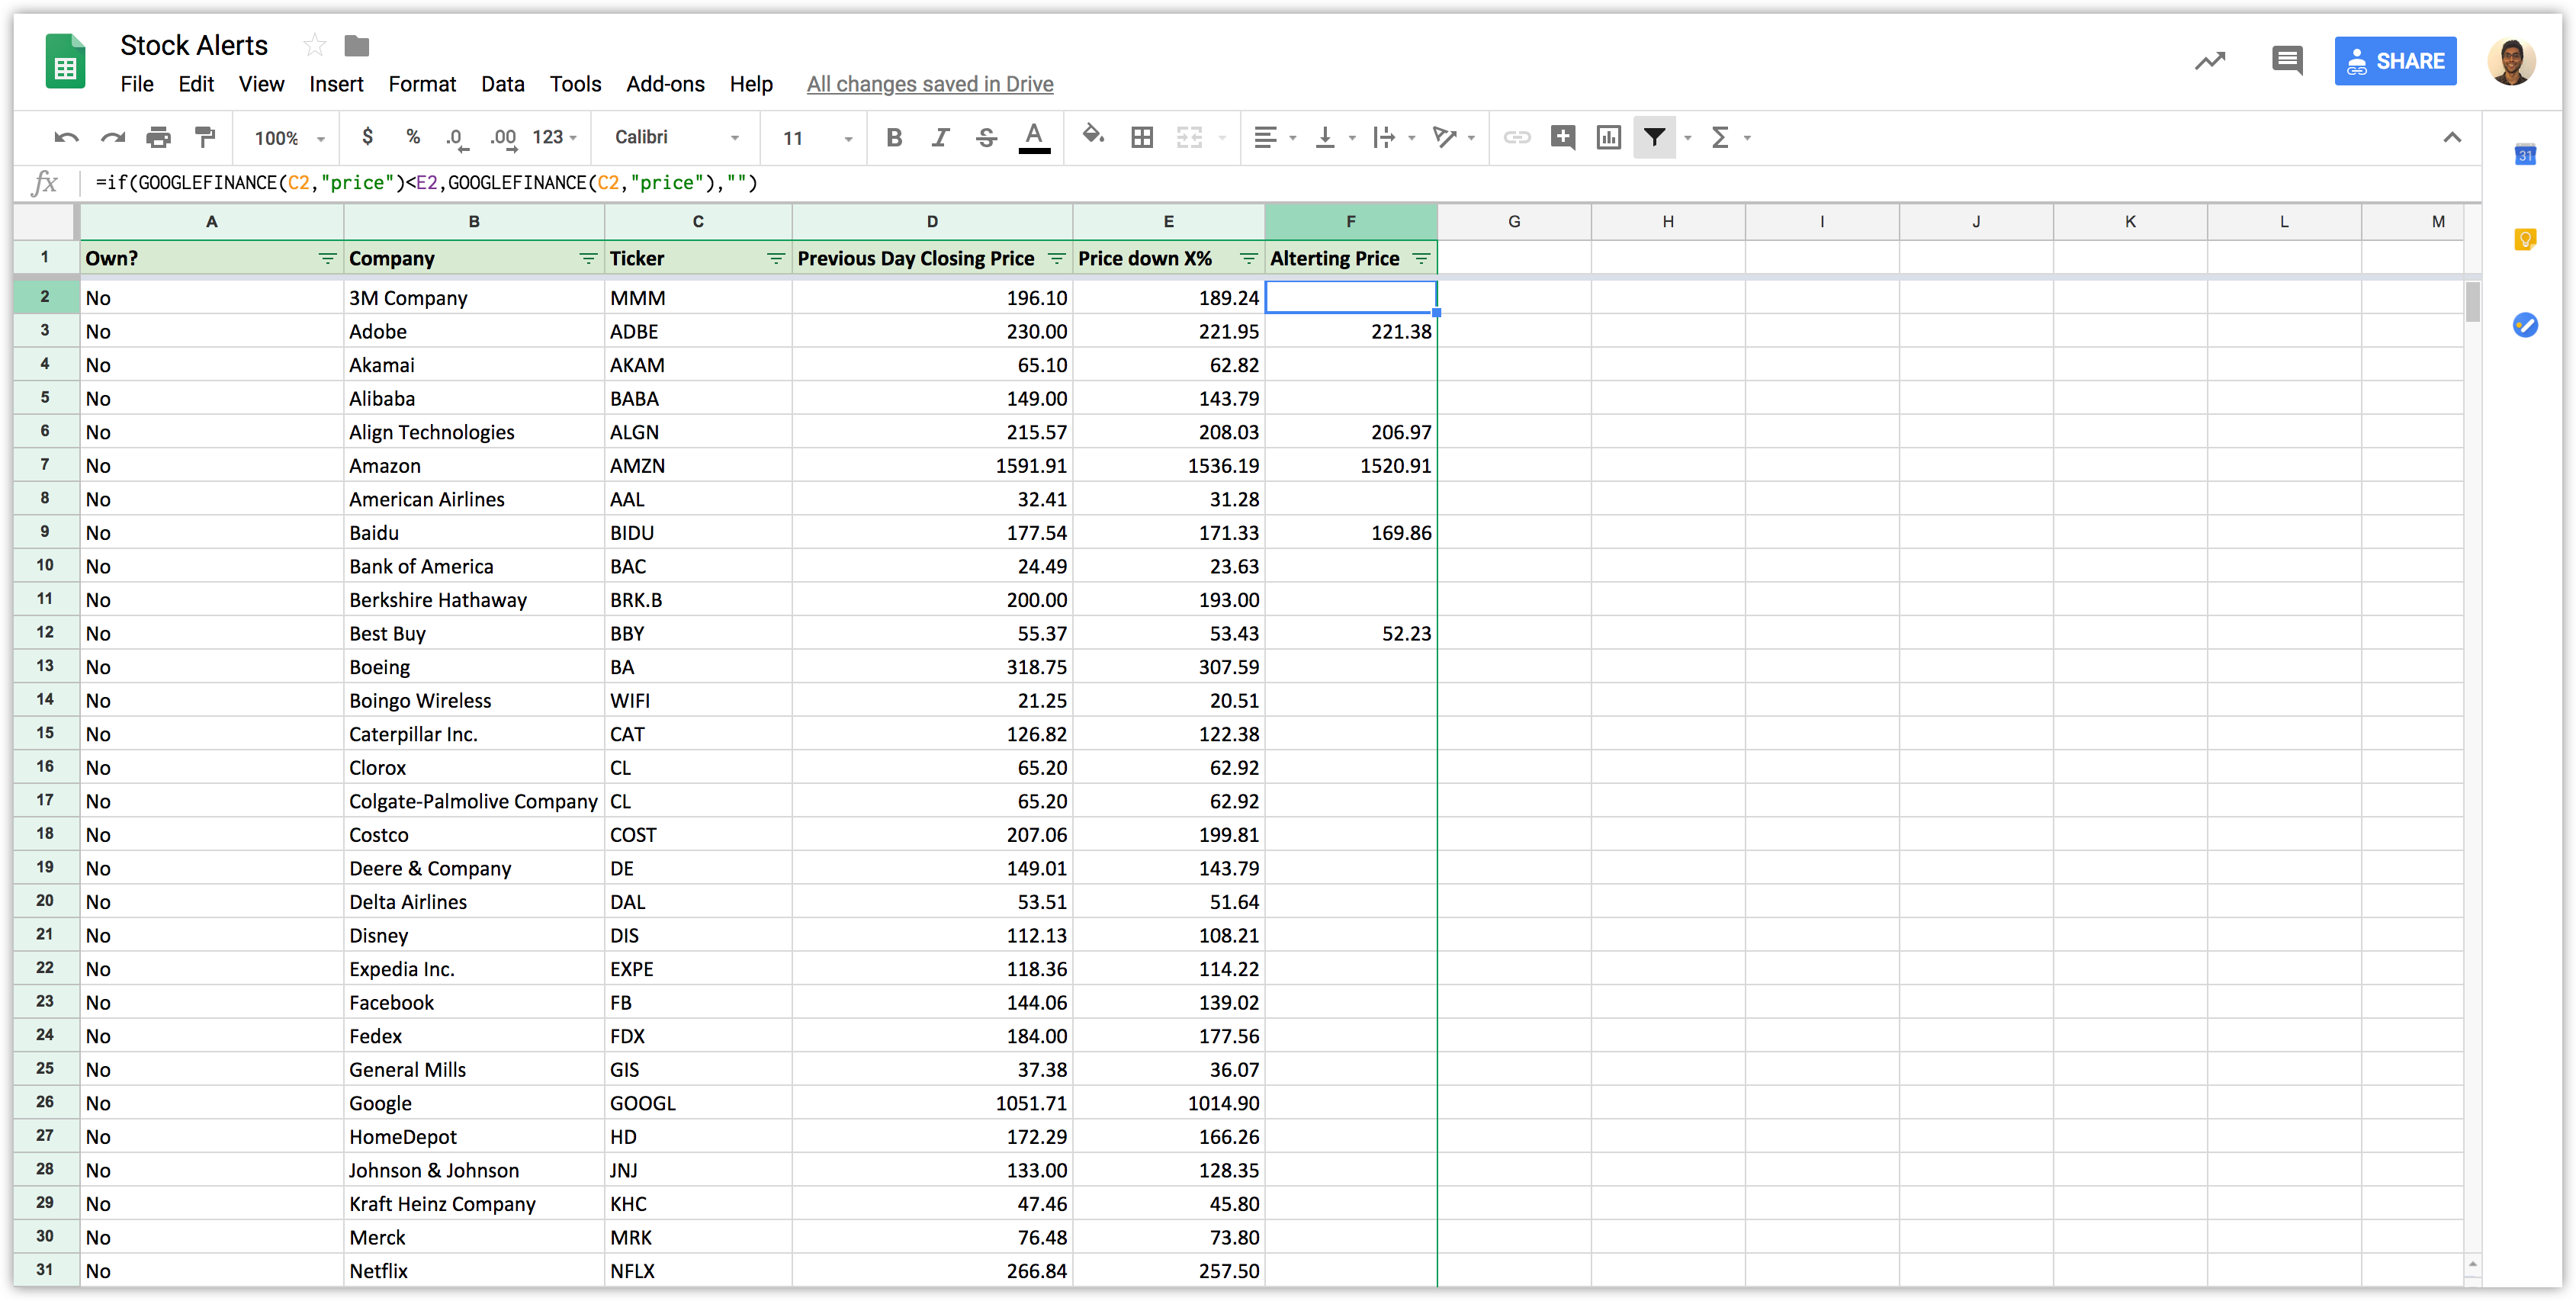 Stock Alerts
File Edit View Insert Format Data Tools Add-ons Help All changes saved in Drive
SHARE
100% $ % .0 .00 123 Calibri 11 B I S A Σ
31
fx =if(GOOGLEFINANCE(C2,"price")<E2,GOOGLEFINANCE(C2,"price"),"")
A B C D E F G H I J K L M
1 Own? Company Ticker Previous Day Closing Price Price down X% Alterting Price
2 No 3M Company MMM 196.10 189.24
3 No Adobe ADBE 230.00 221.95 221.38
4 No Akamai AKAM 65.10 62.82
5 No Alibaba BABA 149.00 143.79
6 No Align Technologies ALGN 215.57 208.03 206.97
7 No Amazon AMZN 1591.91 1536.19 1520.91
8 No American Airlines AAL 32.41 31.28
9 No Baidu BIDU 177.54 171.33 169.86
10 No Bank of America BAC 24.49 23.63
11 No Berkshire Hathaway BRK.B 200.00 193.00
12 No Best Buy BBY 55.37 53.43 52.23
13 No Boeing BA 318.75 307.59
14 No Boingo Wireless WIFI 21.25 20.51
15 No Caterpillar Inc. CAT 126.82 122.38
16 No Clorox CL 65.20 62.92
17 No Colgate-Palmolive Company CL 65.20 62.92
18 No Costco COST 207.06 199.81
19 No Deere & Company DE 149.01 143.79
20 No Delta Airlines DAL 53.51 51.64
21 No Disney DIS 112.13 108.21
22 No Expedia Inc. EXPE 118.36 114.22
23 No Facebook FB 144.06 139.02
24 No Fedex FDX 184.00 177.56
25 No General Mills GIS 37.38 36.07
26 No Google GOOGL 1051.71 1014.90
27 No HomeDepot HD 172.29 166.26
28 No Johnson & Johnson JNJ 133.00 128.35
29 No Kraft Heinz Company KHC 47.46 45.80
30 No Merck MRK 76.48 73.80
31 No Netflix NFLX 266.84 257.50